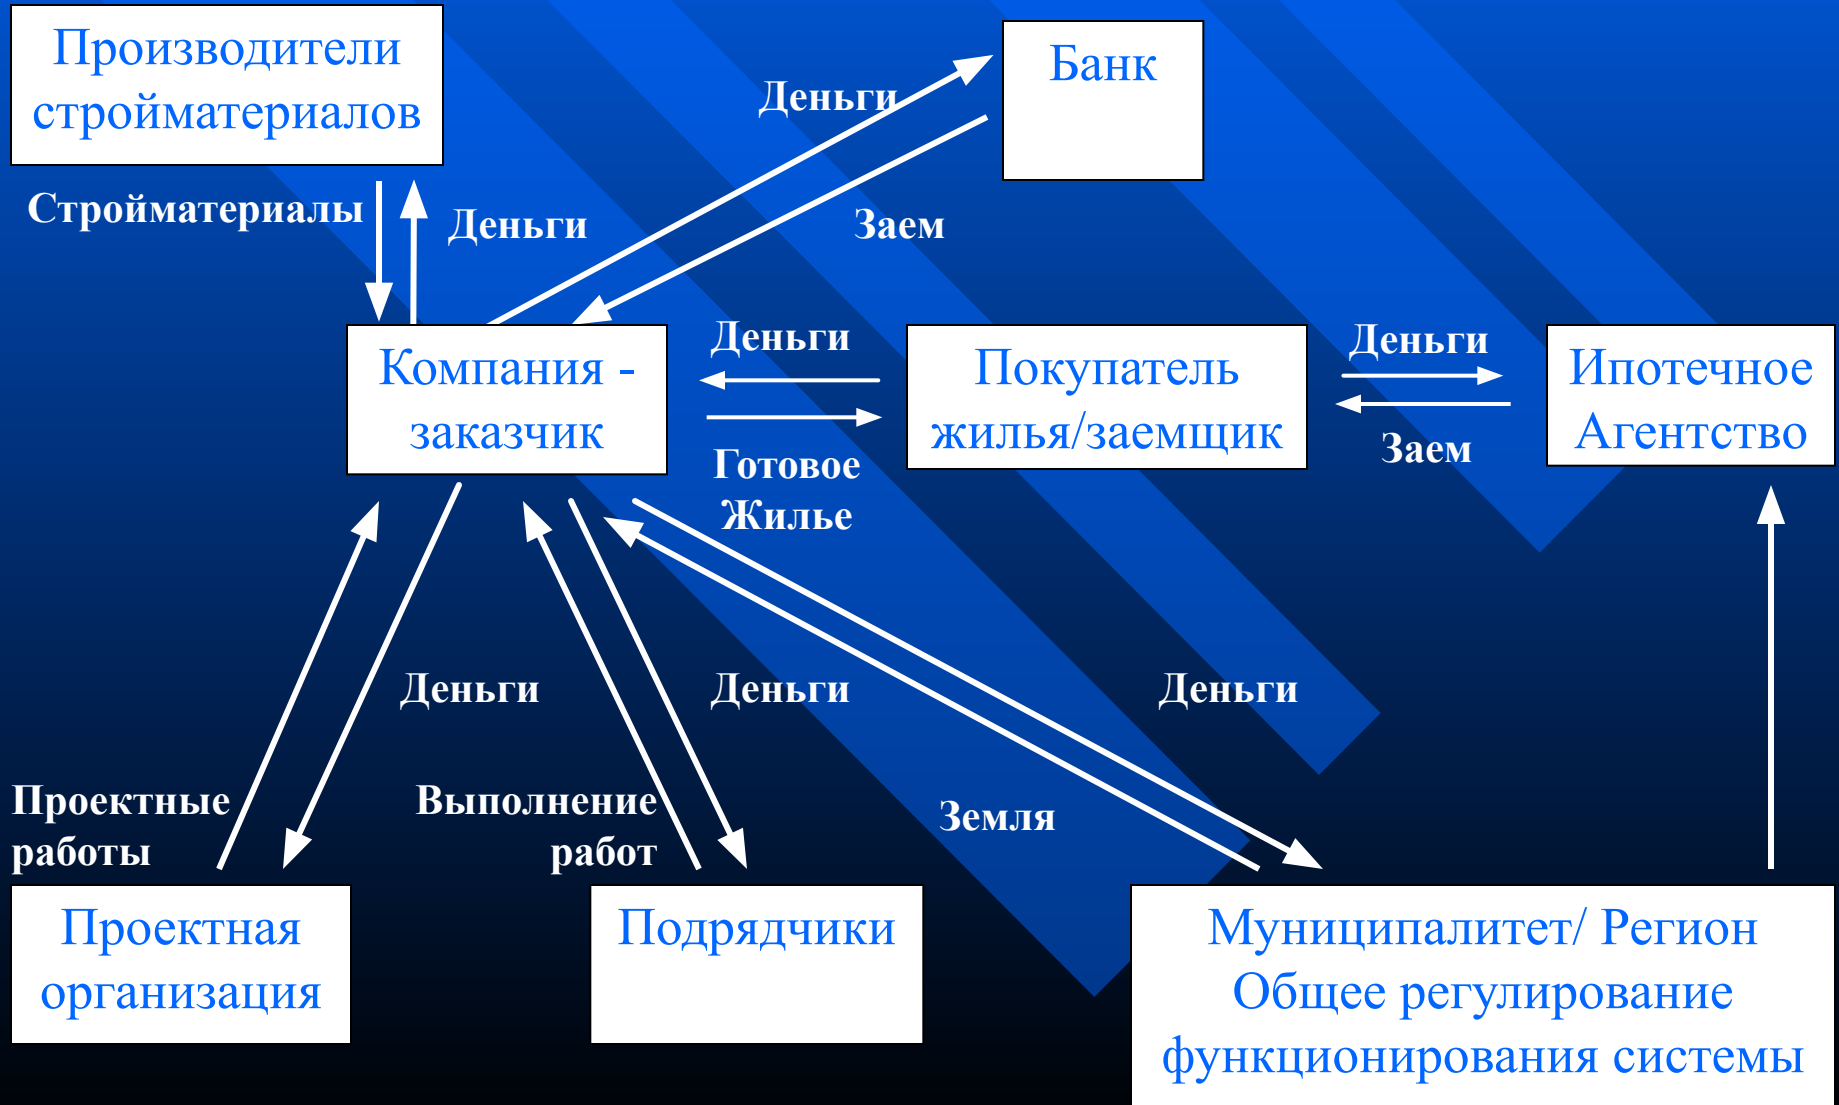 Производители
стройматериалов
Банк
Деньги
Стройматериалы
Деньги
Заем
Компания -
заказчик
Деньги
Готовое
Жилье
Покупатель
жилья/заемщик
Деньги
Заем
Ипотечное
Агентство
Деньги
Деньги
Деньги
Проектные
работы
Выполнение
работ
Земля
Проектная
организация
Подрядчики
Муниципалитет/ Регион
Общее регулирование
функционирования системы